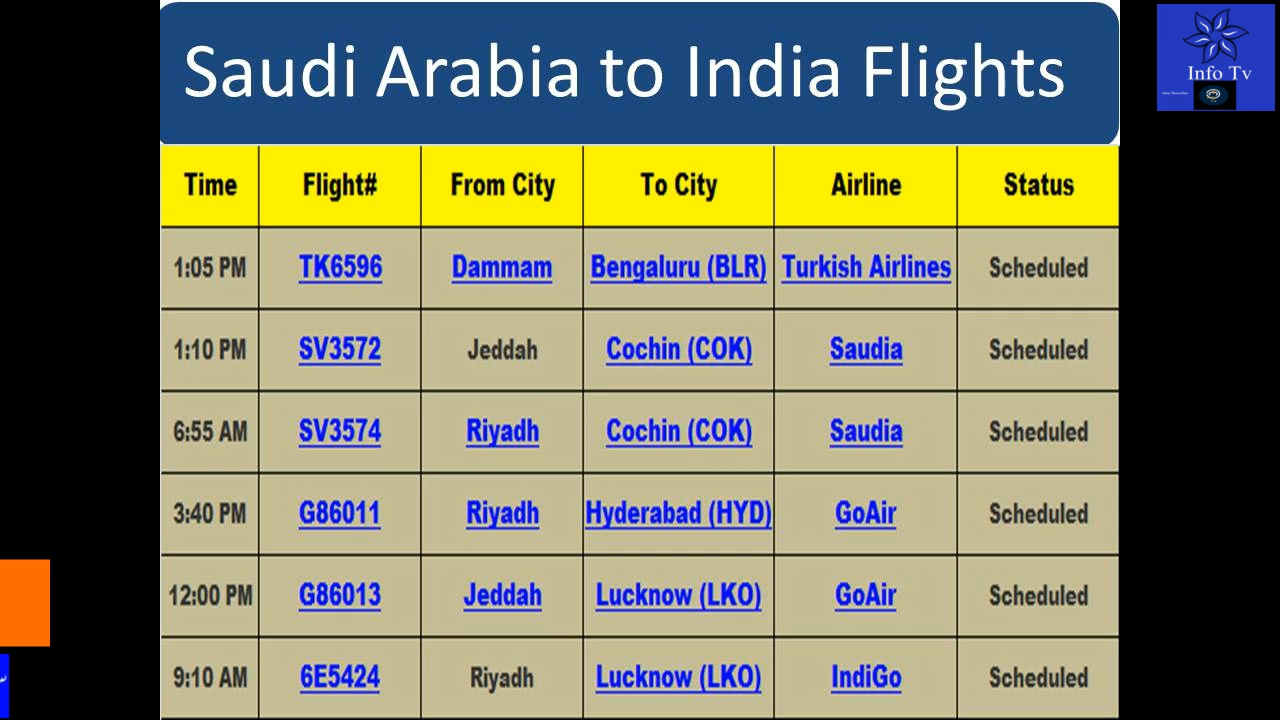 Saudi Arabia to India Flights
Info Tv
Time Flight# From City To City Airline Status
1:05 PM TK6596 Dammam Bengaluru (BLR) Turkish Airlines Scheduled
1:10 PM SV3572 Jeddah Cochin (COK) Saudia Scheduled
6:55 AM SV3574 Riyadh Cochin (COK) Saudia Scheduled
3:40 PM G86011 Riyadh Hyderabad (HYD) GoAir Scheduled
12:00 PM G86013 Jeddah Lucknow (LKO) GoAir Scheduled
9:10 AM 6E5424 Riyadh Lucknow (LKO) IndiGo Scheduled